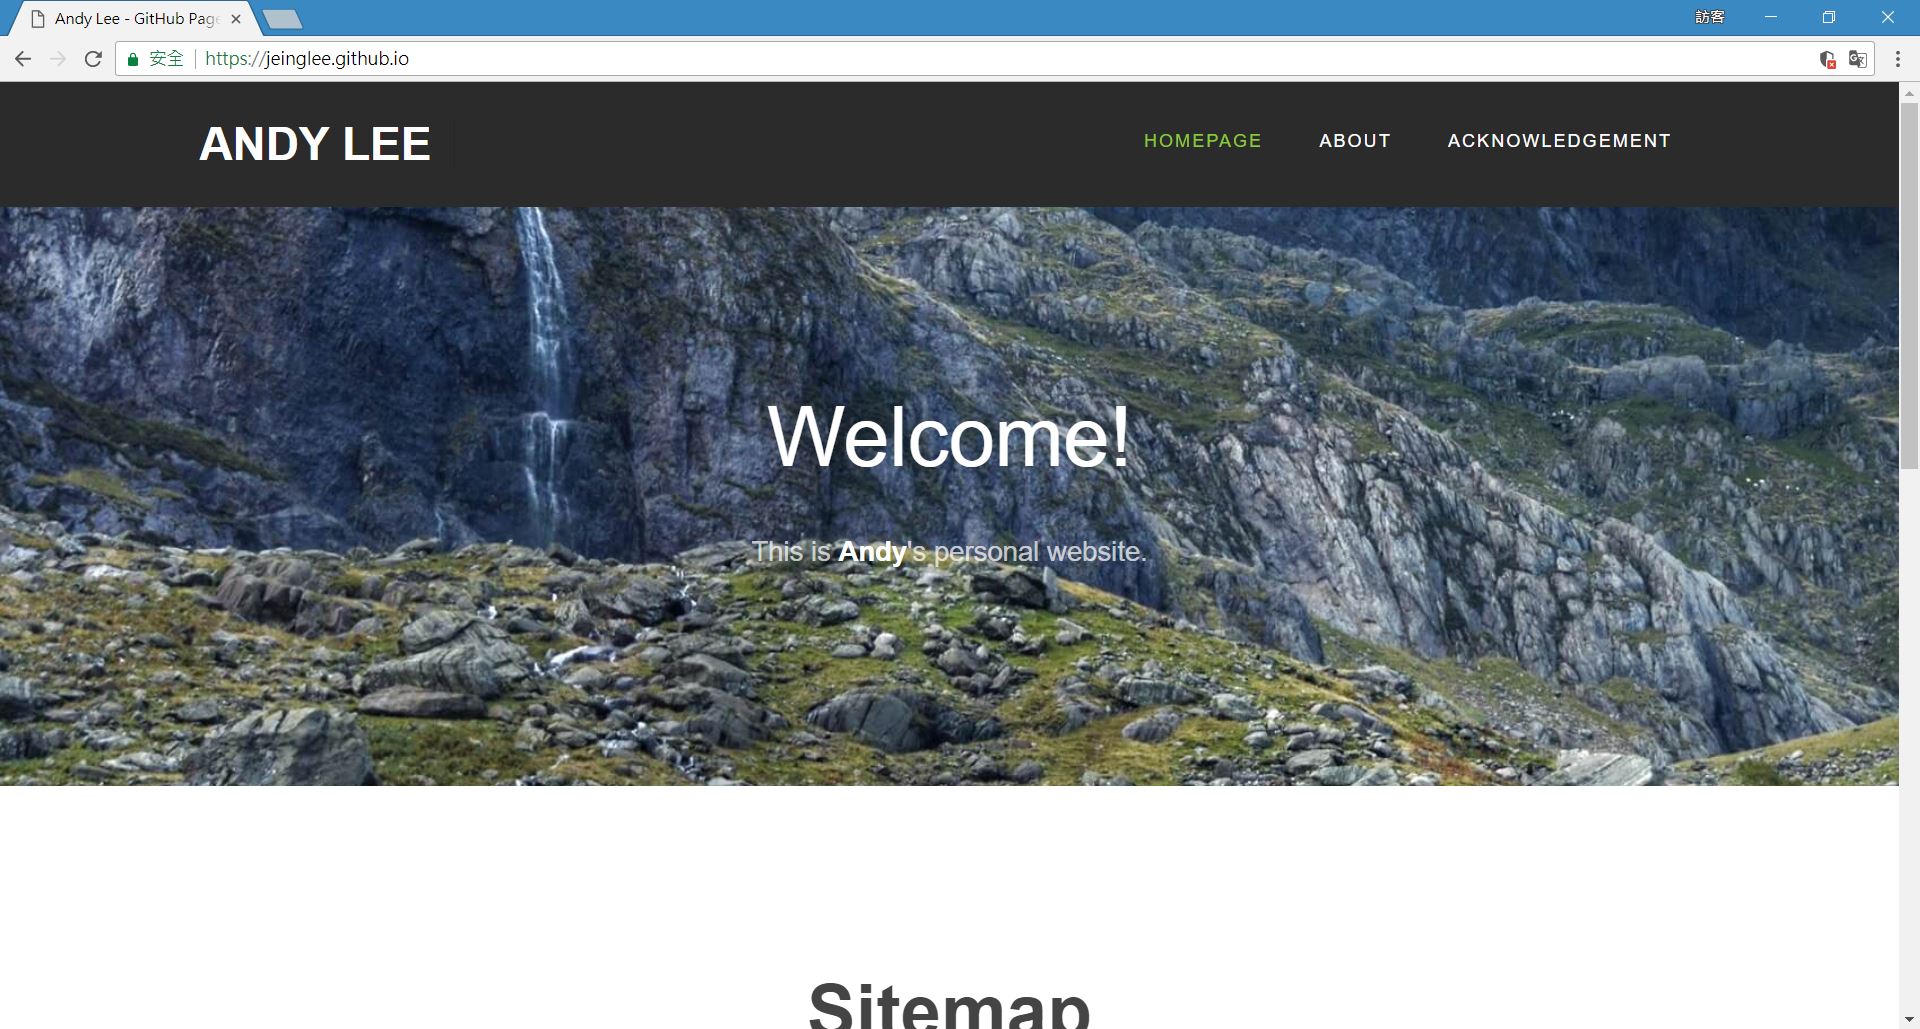 Andy Lee - GitHub Page
訪客
安全 https://jeinglee.github.io
ANDY LEE
HOMEPAGE ABOUT ACKNOWLEDGEMENT
Welcome!
This is Andy's personal website.
Sitemap